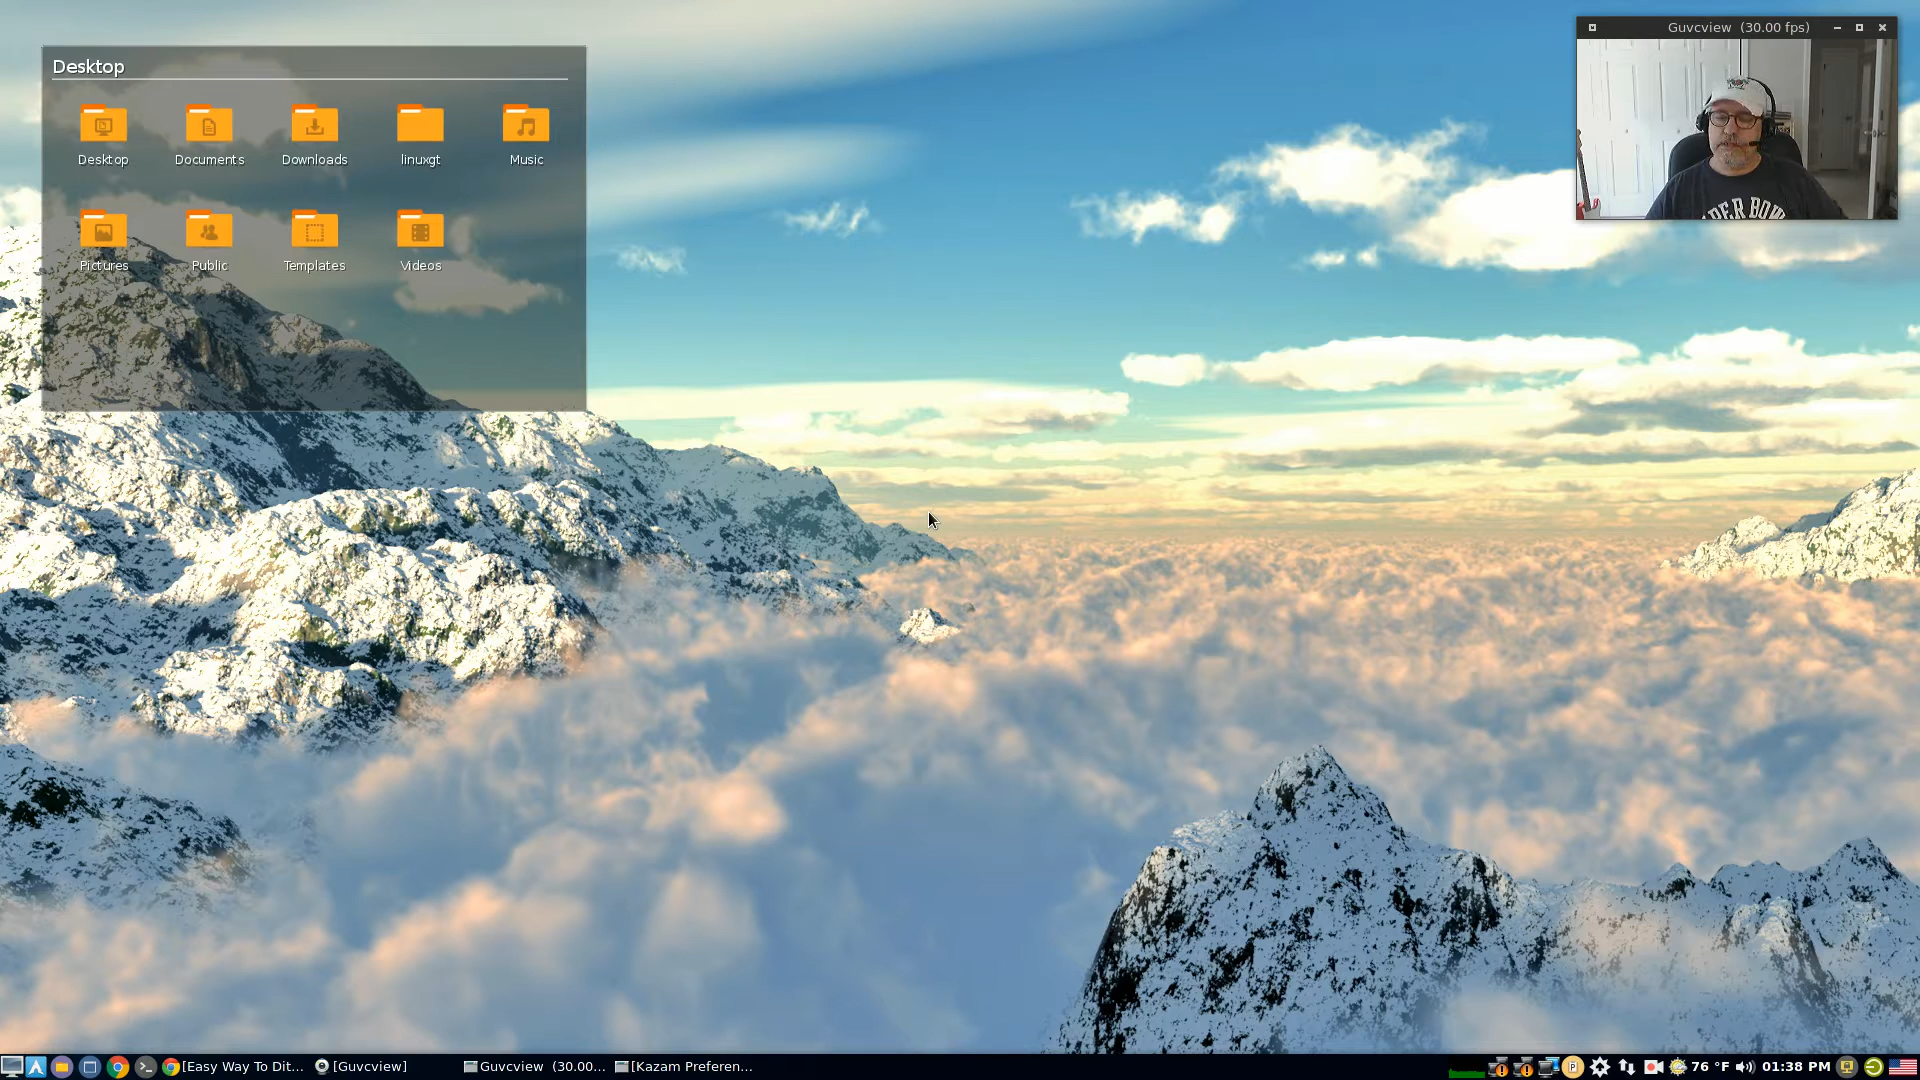 Guvcview (30.00 fps)
Desktop
Desktop
Documents
Downloads
linuxgt
Music
Pictures
Public
Templates
Videos
[Easy Way To Dit...
[Guvcview]
Guvcview (30.00...
[Kazam Preferen...
76 °F
01:38 PM